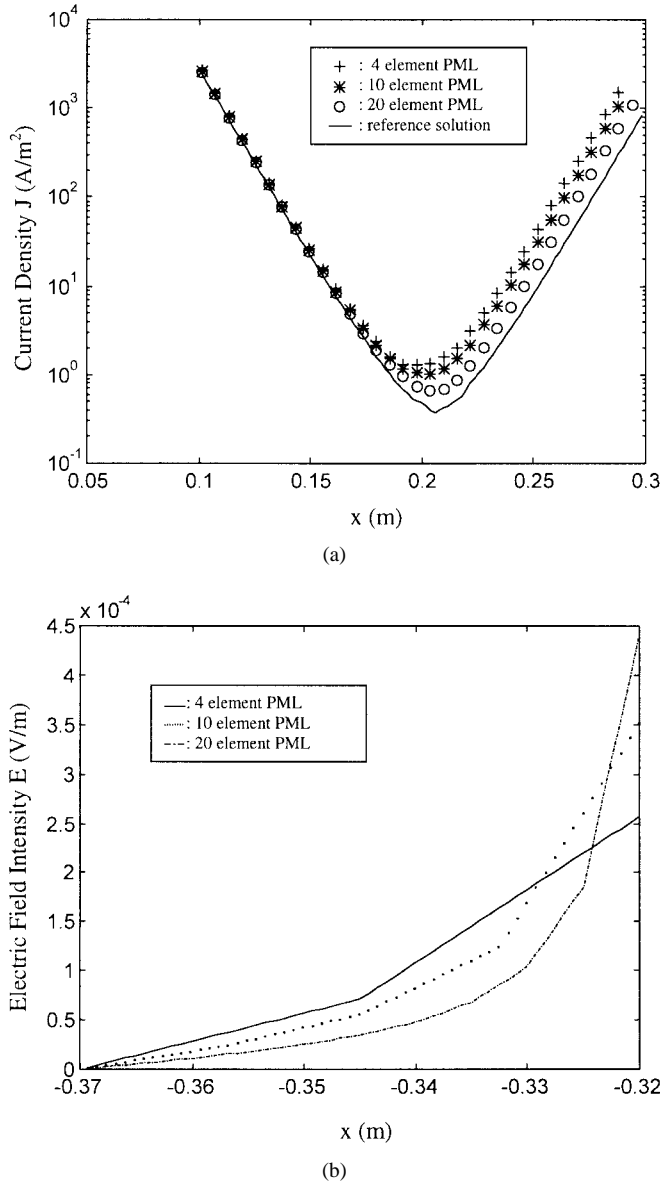 10^4
10^3
10^2
10^1
10^0
10^-1
Current Density J (A/m^2)
+ : 4 element PML
* : 10 element PML
o : 20 element PML
— : reference solution
0.05 0.1 0.15 0.2 0.25 0.3
x (m)
(a)
x 10^-4
4.5
4
3.5
3
2.5
2
1.5
1
0.5
0
Electric Field Intensity E (V/m)
—: 4 element PML
........: 10 element PML
-·-·-: 20 element PML
-0.37 -0.36 -0.35 -0.34 -0.33 -0.32
x (m)
(b)